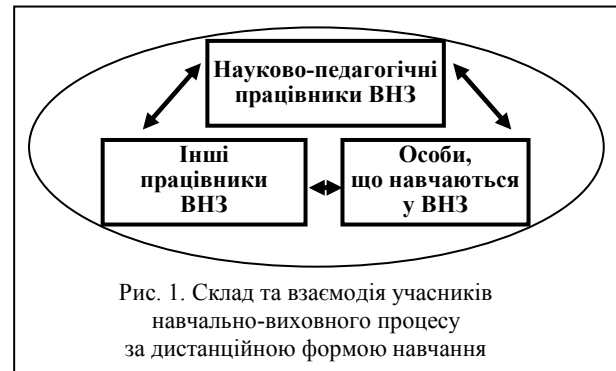 Науково-педагогічні
працівники ВНЗ
Інші
працівники
ВНЗ
Особи,
що навчаються
у ВНЗ
Рис. 1. Склад та взаємодія учасників
навчально-виховного процесу
за дистанційною формою навчання